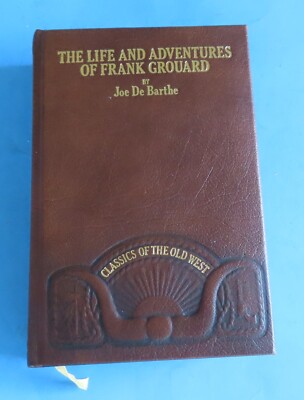 THE LIFE AND ADVENTURES
OF FRANK GROUARD
BY
Joe De Barthe
CLASSICS OF THE OLD WEST